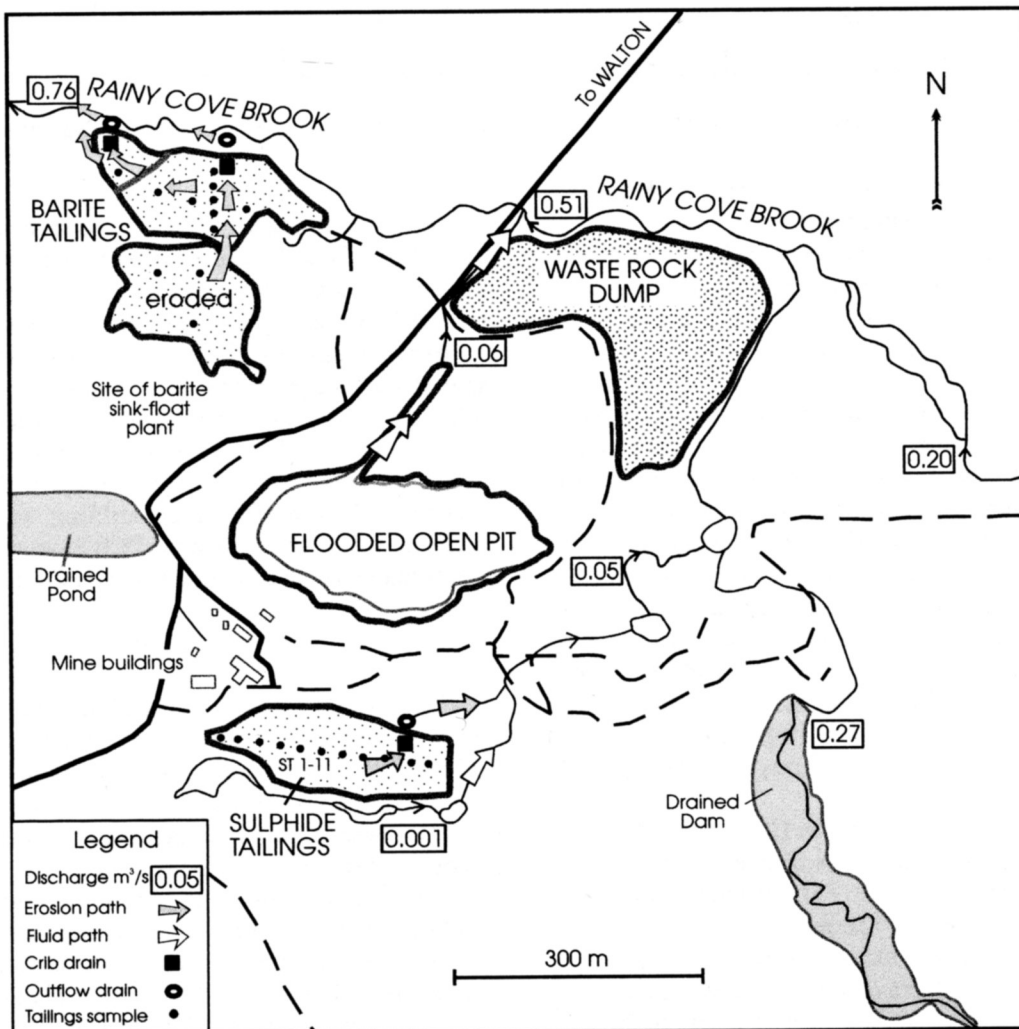 To WALTON
N
0.76
RAINY COVE BROOK
0.51
RAINY COVE BROOK
BARITE
TAILINGS
WASTE ROCK
DUMP
eroded
0.06
Site of barite
sink-float
plant
0.20
FLOODED OPEN PIT
0.05
Drained
Pond
Mine buildings
0.27
ST 1-11
Drained
Dam
SULPHIDE
TAILINGS
0.001
Legend
Discharge m³/s 0.05
Erosion path
Fluid path
Crib drain
Outflow drain
Tailings sample
300 m